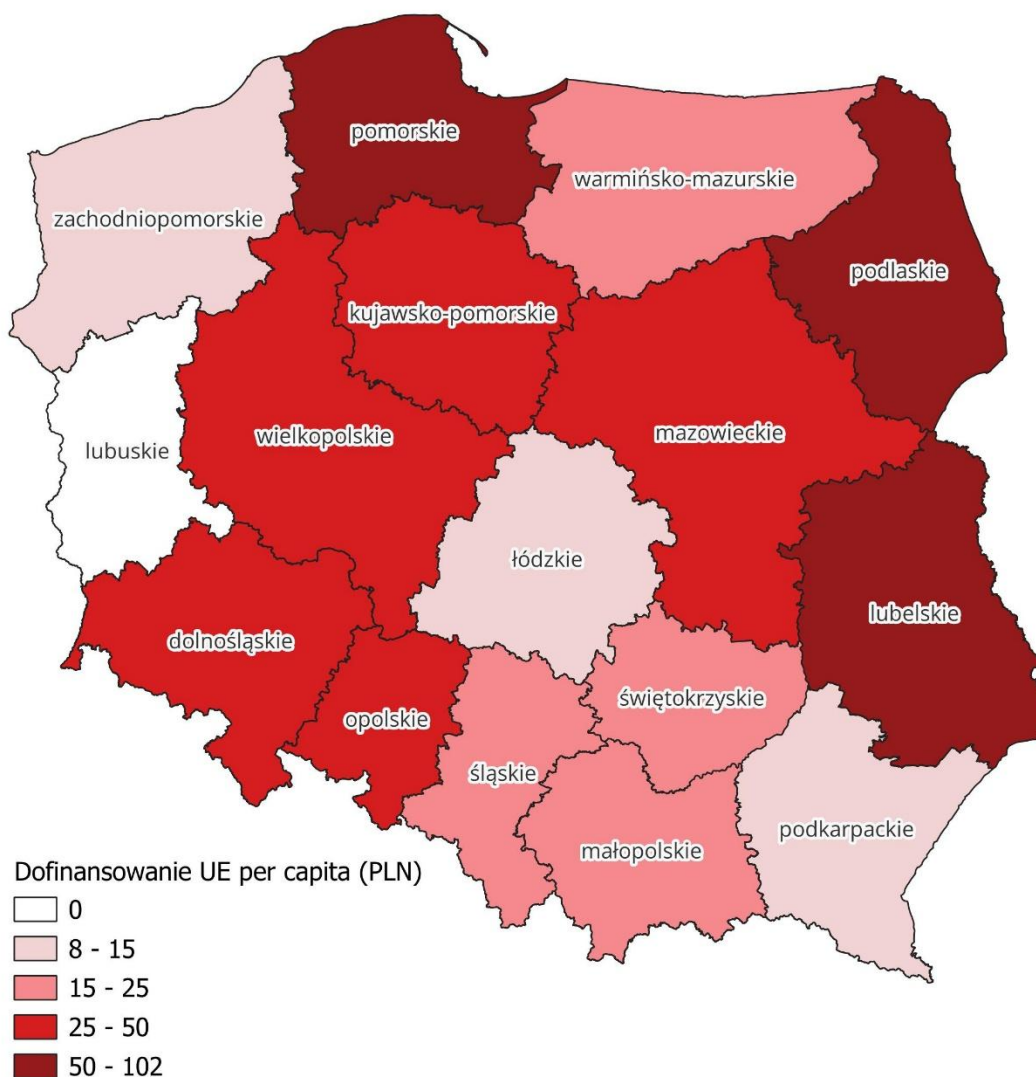 pomorskie
warmińsko-mazurskie
zachodniopomorskie
podlaskie
kujawsko-pomorskie
wielkopolskie
mazowieckie
lubuskie
łódzkie
lubelskie
dolnośląskie
świętokrzyskie
opolskie
śląskie
podkarpackie
małopolskie
Dofinansowanie UE per capita (PLN)
0
8 - 15
15 - 25
25 - 50
50 - 102